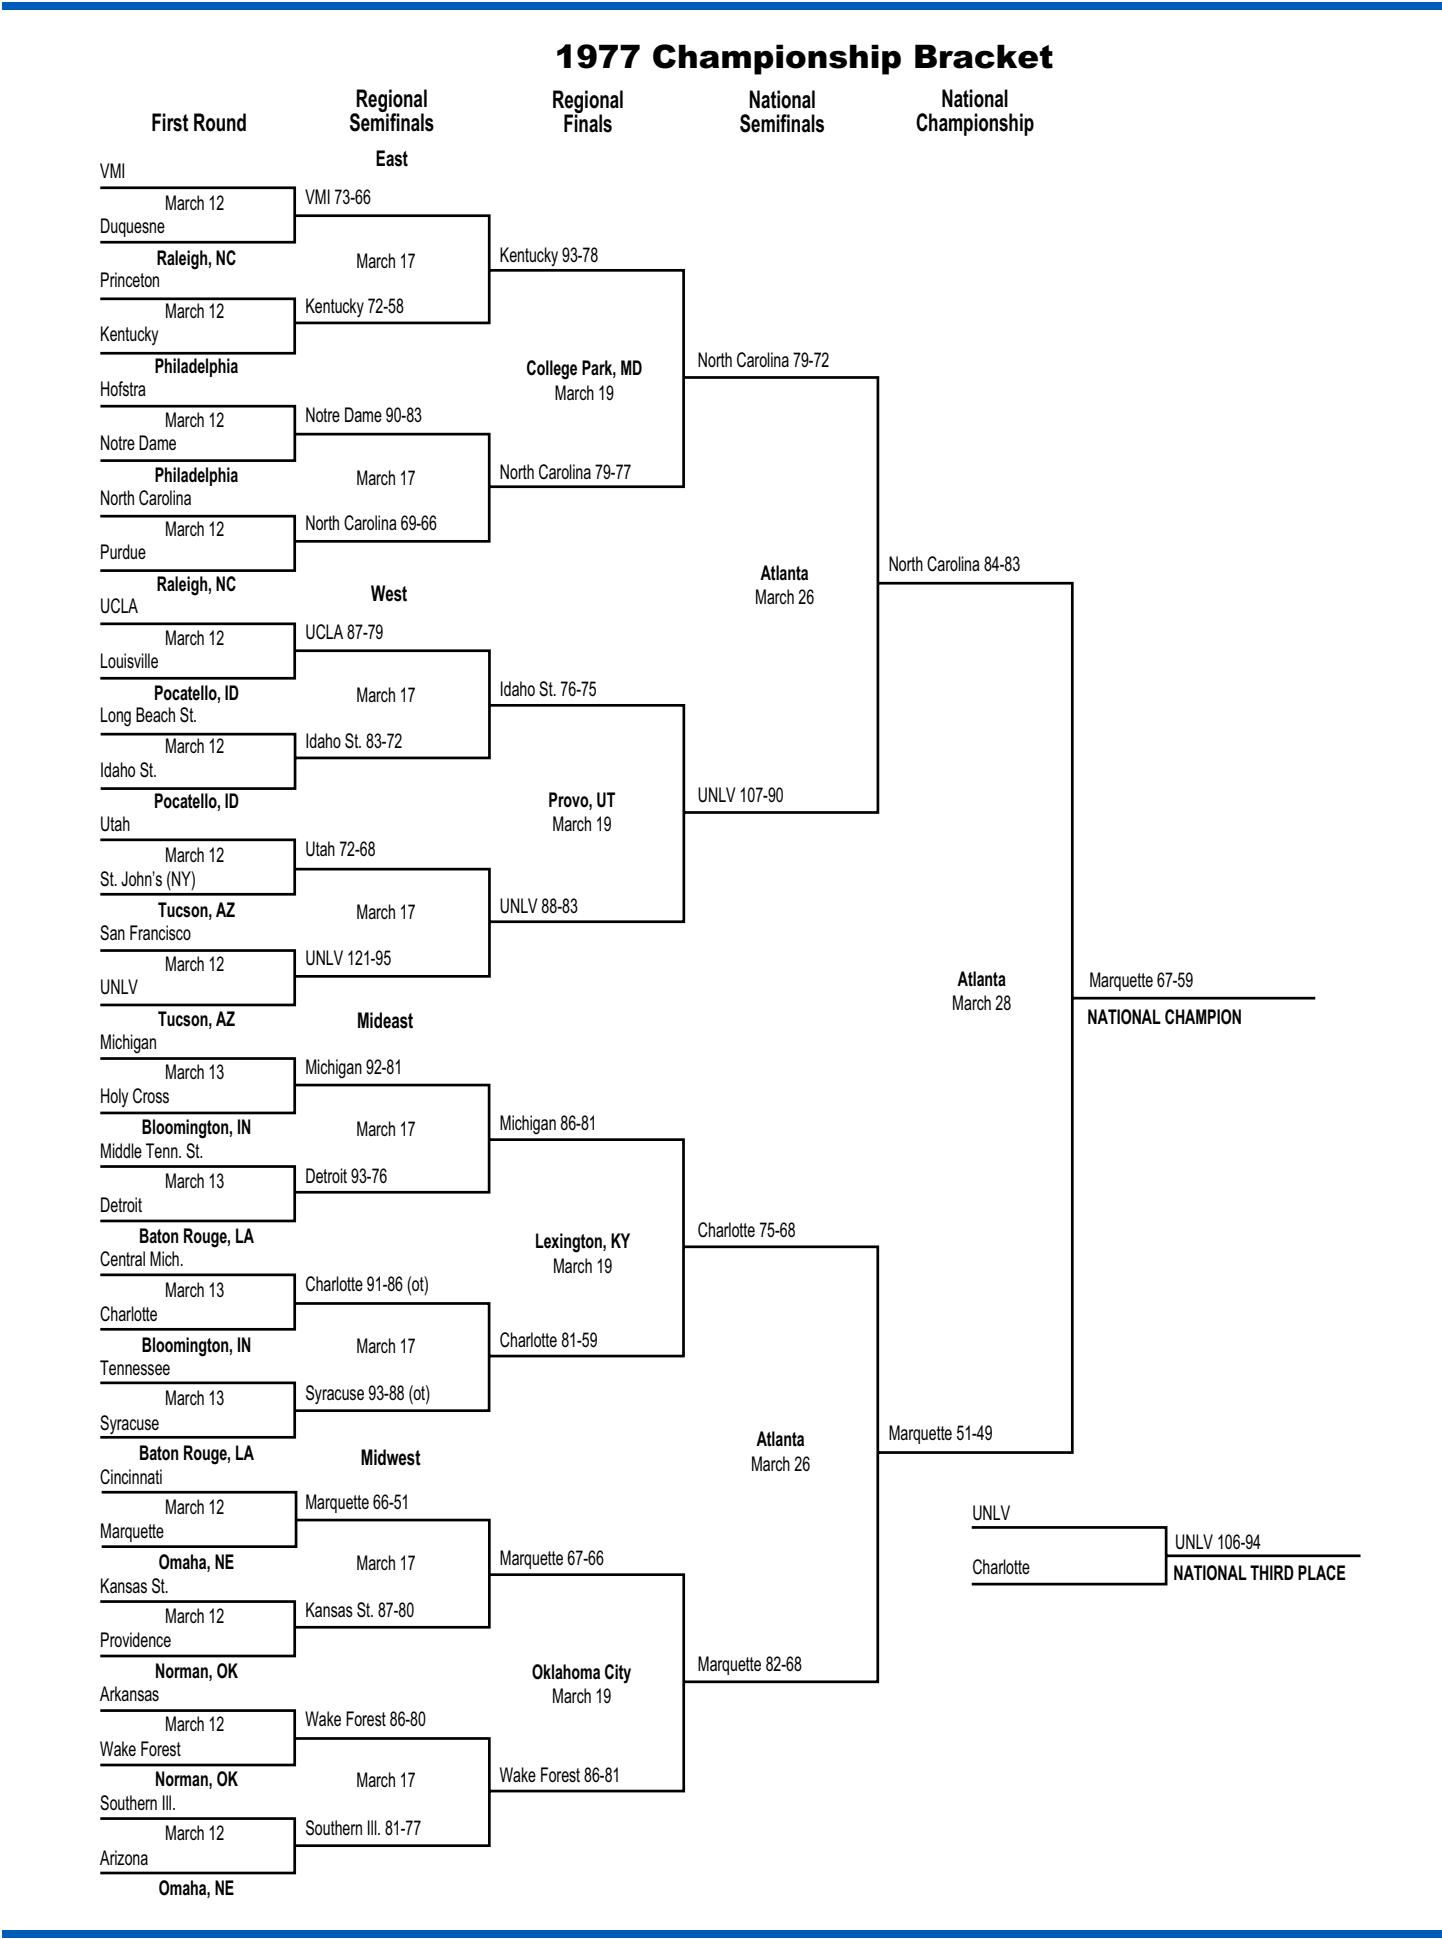 1977 Championship Bracket
First Round
Regional
Semifinals
Regional
Finals
National
Semifinals
National
Championship
East
VMI
March 12
Duquesne
Raleigh, NC
VMI 73-66
March 17
Princeton
March 12
Kentucky
Philadelphia
Kentucky 72-58
Kentucky 93-78
Hofstra
March 12
Notre Dame
Philadelphia
Notre Dame 90-83
March 17
North Carolina
March 12
Purdue
Raleigh, NC
North Carolina 69-66
North Carolina 79-77
College Park, MD
March 19
North Carolina 79-72
West
UCLA
March 12
Louisville
Pocatello, ID
UCLA 87-79
March 17
Long Beach St.
March 12
Idaho St.
Pocatello, ID
Idaho St. 83-72
Idaho St. 76-75
Utah
March 12
St. John's (NY)
Tucson, AZ
Utah 72-68
March 17
San Francisco
March 12
UNLV
Tucson, AZ
UNLV 121-95
UNLV 88-83
Provo, UT
March 19
UNLV 107-90
Atlanta
March 26
North Carolina 84-83
Mideast
Michigan
March 13
Holy Cross
Bloomington, IN
Michigan 92-81
March 17
Middle Tenn. St.
March 13
Detroit
Baton Rouge, LA
Detroit 93-76
Michigan 86-81
Central Mich.
March 13
Charlotte
Bloomington, IN
Charlotte 91-86 (ot)
March 17
Tennessee
March 13
Syracuse
Baton Rouge, LA
Syracuse 93-88 (ot)
Charlotte 81-59
Lexington, KY
March 19
Charlotte 75-68
Midwest
Cincinnati
March 12
Marquette
Omaha, NE
Marquette 66-51
March 17
Kansas St.
March 12
Providence
Norman, OK
Kansas St. 87-80
Marquette 67-66
Arkansas
March 12
Wake Forest
Norman, OK
Wake Forest 86-80
March 17
Southern Ill.
March 12
Arizona
Omaha, NE
Southern Ill. 81-77
Wake Forest 86-81
Oklahoma City
March 19
Marquette 82-68
Atlanta
March 26
Marquette 51-49
Atlanta
March 28
Marquette 67-59
NATIONAL CHAMPION
UNLV
Charlotte
UNLV 106-94
NATIONAL THIRD PLACE